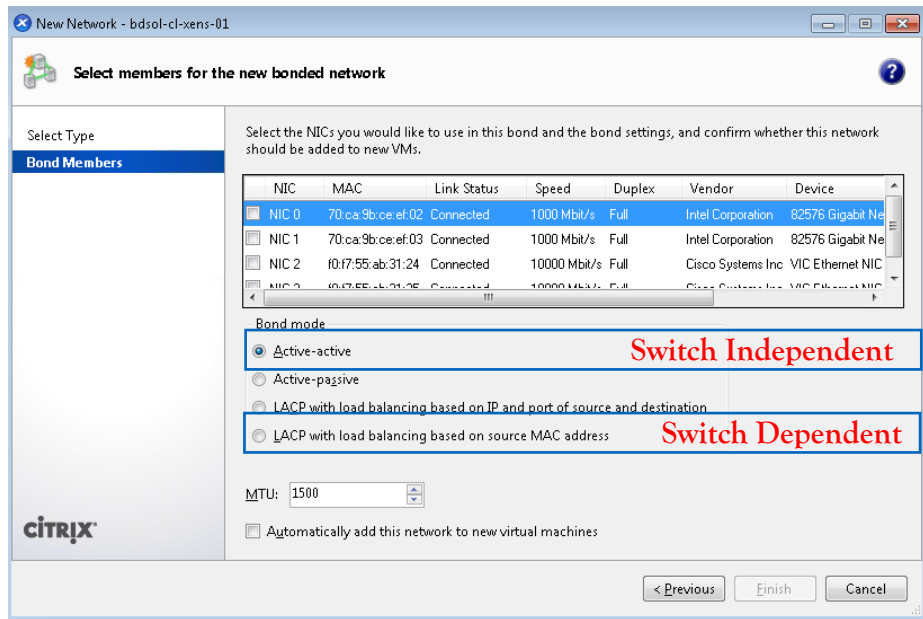 New Network - bdsol-cl-xens-01
Select members for the new bonded network
?
Select Type
Bond Members
Select the NICs you would like to use in this bond and the bond settings, and confirm whether this network
should be added to new VMs.
NIC MAC Link Status Speed Duplex Vendor Device
NIC 0 70:ca:9b:ce:ef:02 Connected 1000 Mbit/s Full Intel Corporation 82576 Gigabit Ne
NIC 1 70:ca:9b:ce:ef:03 Connected 1000 Mbit/s Full Intel Corporation 82576 Gigabit Ne
NIC 2 f0:f7:55:ab:31:24 Connected 10000 Mbit/s Full Cisco Systems Inc VIC Ethernet NIC
Bond mode
Active-active Switch Independent
Active-passive
LACP with load balancing based on IP and port of source and destination
LACP with load balancing based on source MAC address Switch Dependent
MTU: 1500
Automatically add this network to new virtual machines
CITRIX
< Previous Finish Cancel